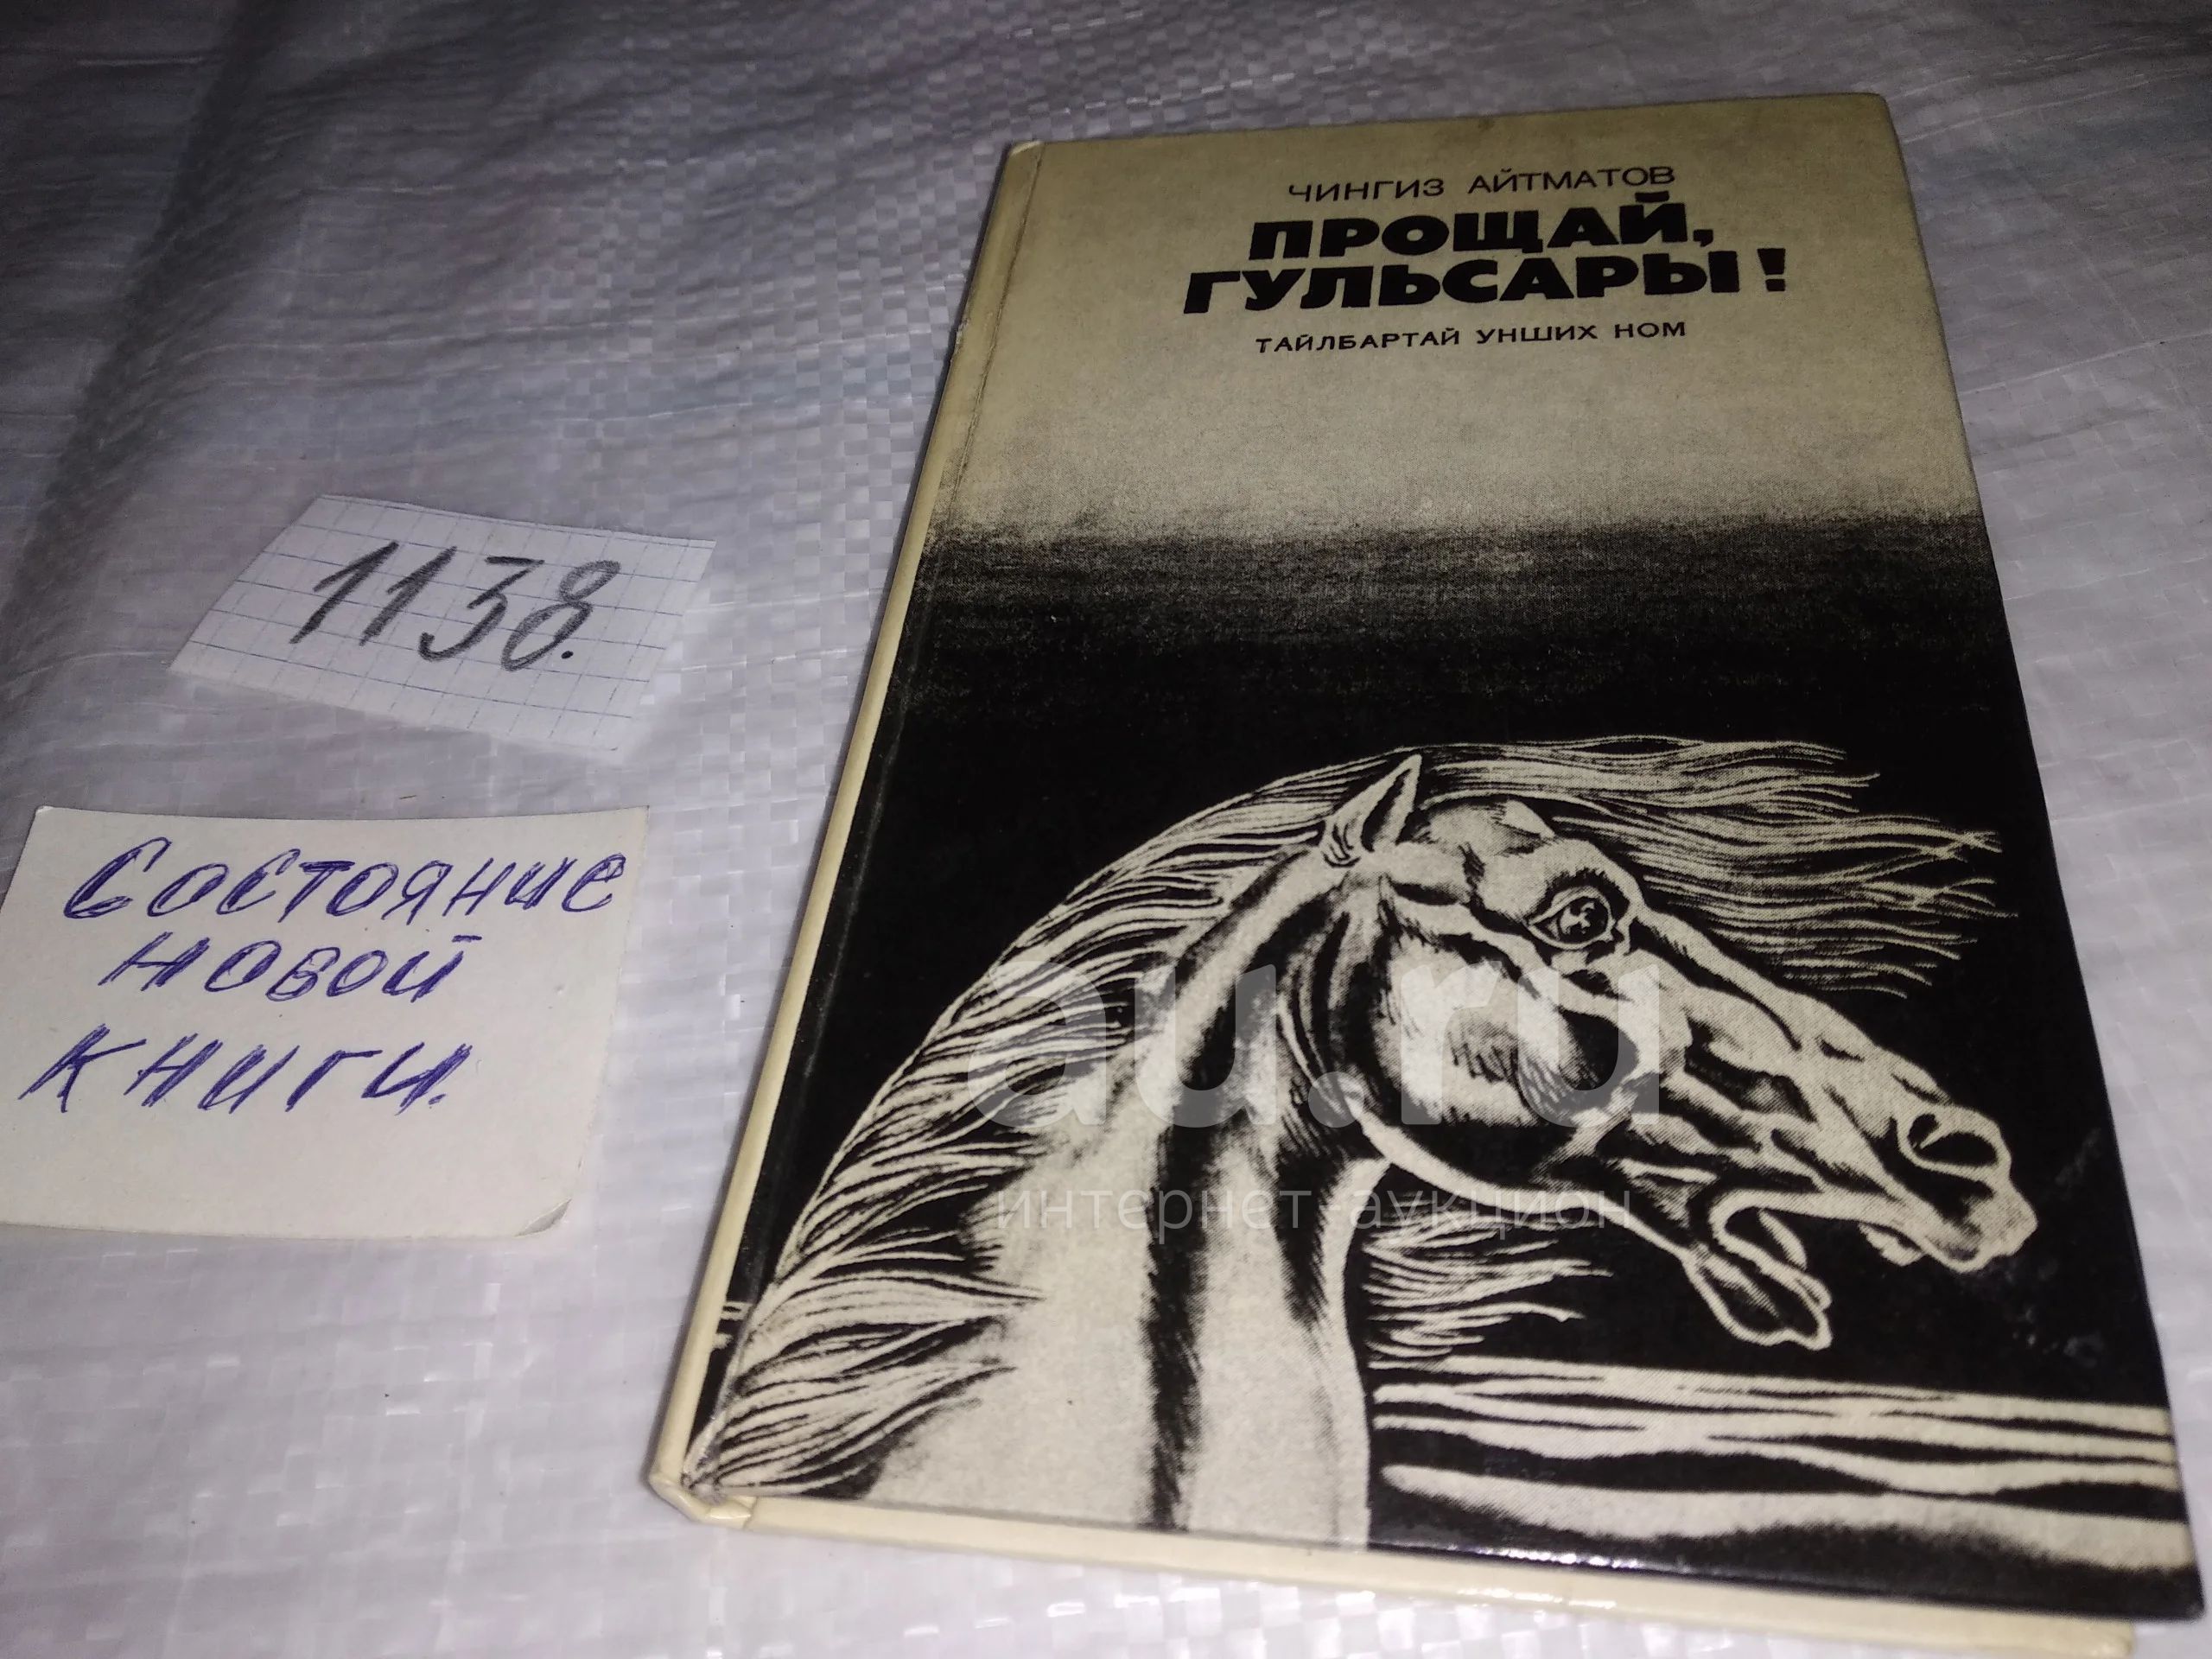 ЧИНГИЗ АЙТМАТОВ
ПРОЩАЙ,
ГУЛЬСАРЫ!
ТАЙЛБАРТАЙ УНШИХ НОМ
1138.
Состояние
новой
книги.
au.ru
интернет-аукцион